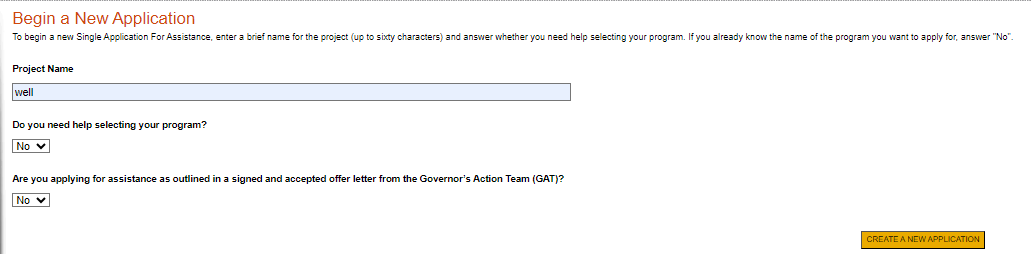 Begin a New Application
To begin a new Single Application For Assistance, enter a brief name for the project (up to sixty characters) and answer whether you need help selecting your program. If you already know the name of the program you want to apply for, answer "No".
Project Name
well
Do you need help selecting your program?
No
Are you applying for assistance as outlined in a signed and accepted offer letter from the Governor's Action Team (GAT)?
No
CREATE A NEW APPLICATION